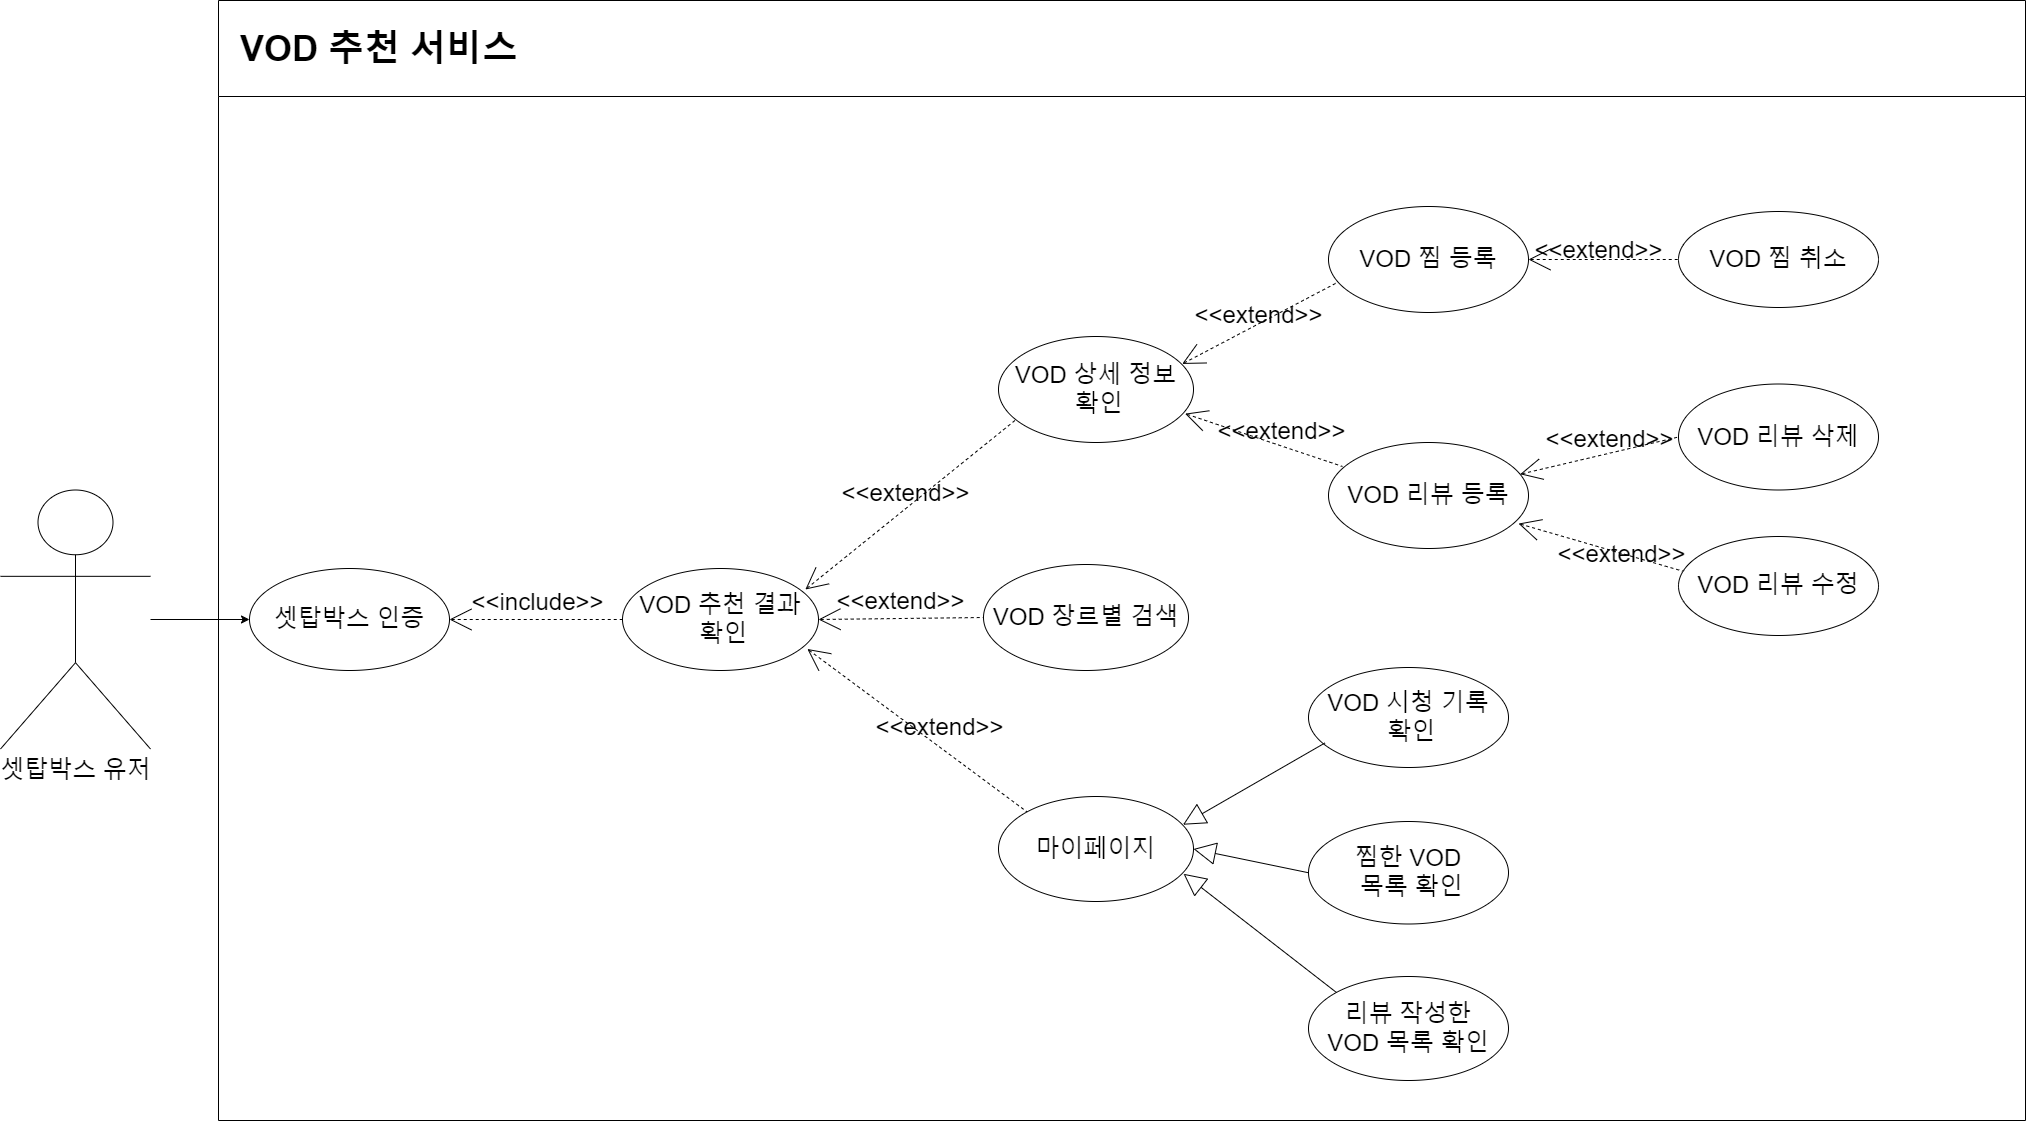 VOD 추천 서비스
VOD 찜 등록
<<extend>>
VOD 찜 취소
<<extend>>
VOD 상세 정보
확인
<<extend>>
VOD 리뷰 등록
<<extend>>
VOD 리뷰 삭제
<<extend>>
VOD 리뷰 수정
<<extend>>
셋탑박스 유저
셋탑박스 인증
<<include>>
VOD 추천 결과
확인
<<extend>>
VOD 장르별 검색
<<extend>>
마이페이지
VOD 시청 기록
확인
찜한 VOD
목록 확인
리뷰 작성한
VOD 목록 확인